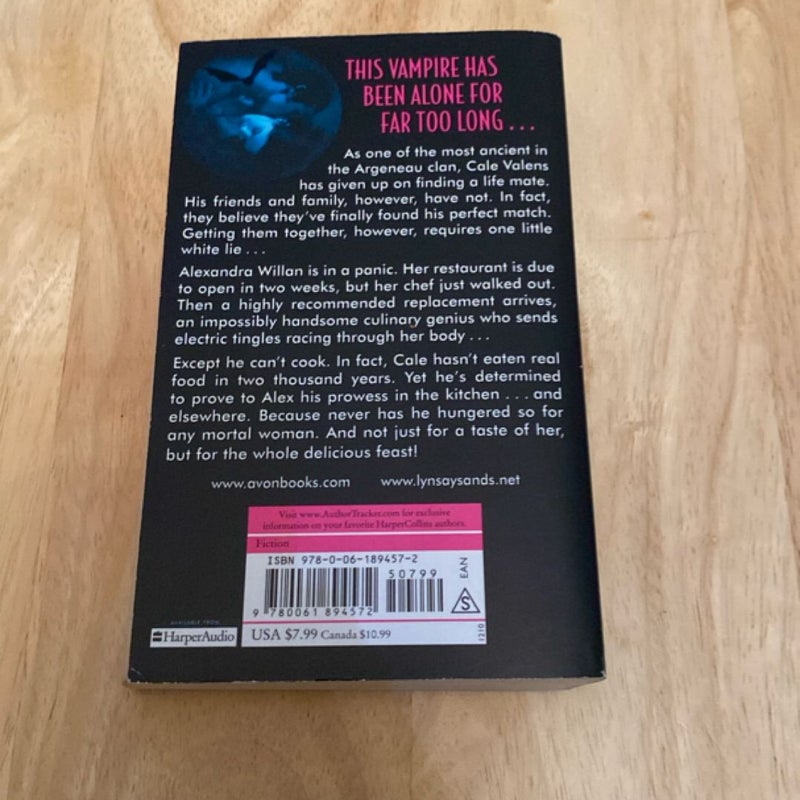 THIS VAMPIRE HAS
BEEN ALONE FOR
FAR TOO LONG . . .
As one of the most ancient in
the Argeneau clan, Cale Valens
has given up on finding a life mate.
His friends and family, however, have not. In fact,
they believe they've finally found his perfect match.
Getting them together, however, requires one little
white lie . . .
Alexandra Willan is in a panic. Her restaurant is due
to open in two weeks, but her chef just walked out.
Then a highly recommended replacement arrives,
an impossibly handsome culinary genius who sends
electric tingles racing through her body . . .
Except he can't cook. In fact, Cale hasn't eaten real
food in two thousand years. Yet he's determined
to prove to Alex his prowess in the kitchen . . . and
elsewhere. Because never has he hungered so for
any mortal woman. And not just for a taste of her,
but for the whole delicious feast!
www.avonbooks.com www.lynsaysands.net
Visit www.AuthorTracker.com for exclusive
information on your favorite HarperCollins authors.
Fiction
ISBN 978-0-06-189457-2
50799
EAN
9 780061 894572
S
AVAILABLE FROM
HarperAudio
USA $7.99 Canada $10.99
1210